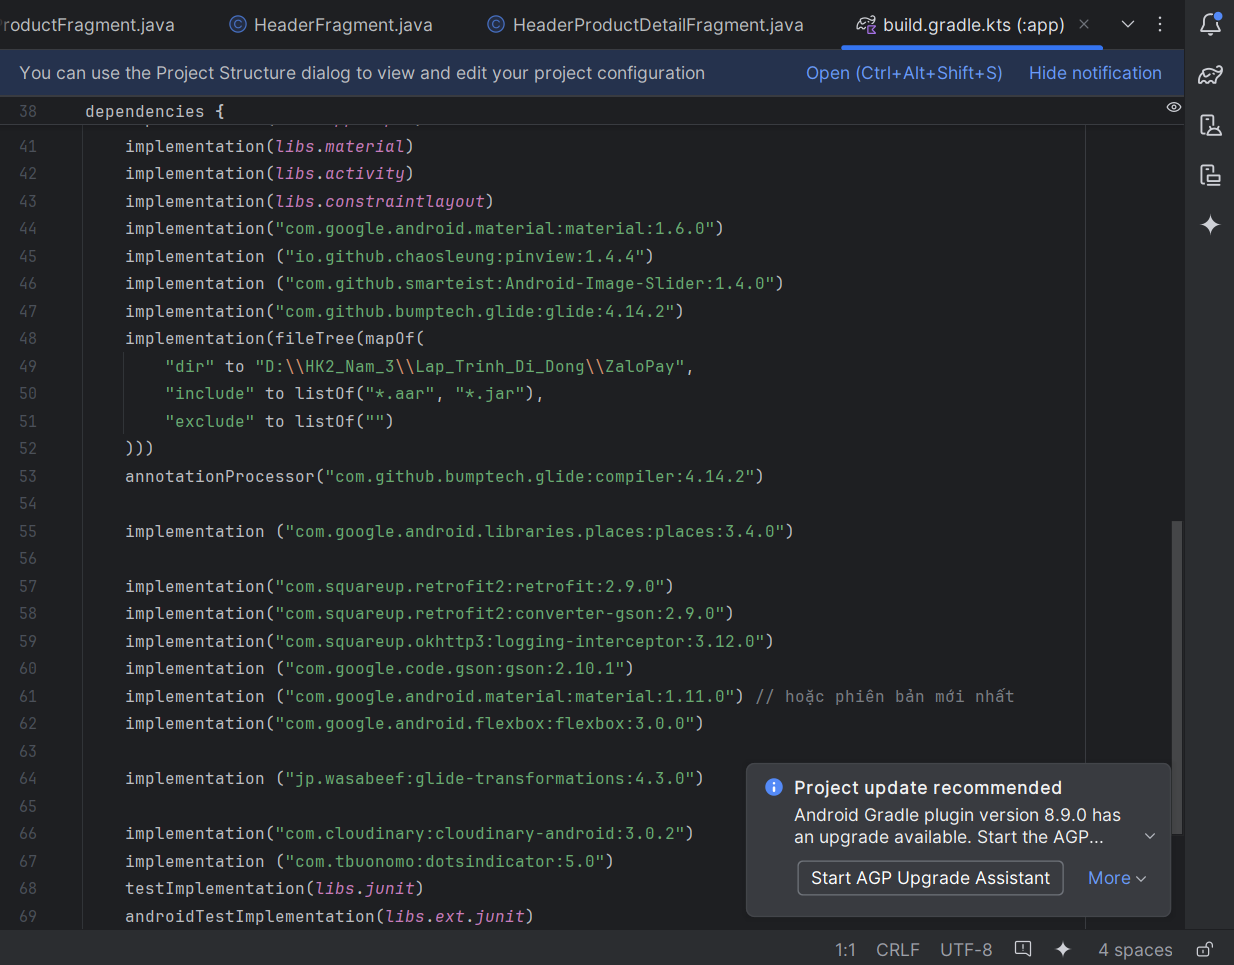 roductFragment.java
HeaderFragment.java
HeaderProductDetailFragment.java
build.gradle.kts (:app)
You can use the Project Structure dialog to view and edit your project configuration
Open (Ctrl+Alt+Shift+S)
Hide notification
38 dependencies {
41 implementation(libs.material)
42 implementation(libs.activity)
43 implementation(libs.constraintlayout)
44 implementation("com.google.android.material:material:1.6.0")
45 implementation ("io.github.chaosleung:pinview:1.4.4")
46 implementation ("com.github.smarteist:Android-Image-Slider:1.4.0")
47 implementation("com.github.bumptech.glide:glide:4.14.2")
48 implementation(fileTree(mapOf(
49 "dir" to "D:\\HK2_Nam_3\\Lap_Trinh_Di_Dong\\ZaloPay",
50 "include" to listOf("*.aar", "*.jar"),
51 "exclude" to listOf("")
52 )))
53 annotationProcessor("com.github.bumptech.glide:compiler:4.14.2")
54
55 implementation ("com.google.android.libraries.places:places:3.4.0")
56
57 implementation("com.squareup.retrofit2:retrofit:2.9.0")
58 implementation("com.squareup.retrofit2:converter-gson:2.9.0")
59 implementation("com.squareup.okhttp3:logging-interceptor:3.12.0")
60 implementation ("com.google.code.gson:gson:2.10.1")
61 implementation ("com.google.android.material:material:1.11.0") // hoặc phiên bản mới nhất
62 implementation("com.google.android.flexbox:flexbox:3.0.0")
63
64 implementation ("jp.wasabeef:glide-transformations:4.3.0")
65
66 implementation("com.cloudinary:cloudinary-android:3.0.2")
67 implementation ("com.tbuonomo:dotsindicator:5.0")
68 testImplementation(libs.junit)
69 androidTestImplementation(libs.ext.junit)
Project update recommended
Android Gradle plugin version 8.9.0 has
an upgrade available. Start the AGP...
Start AGP Upgrade Assistant
More
1:1
CRLF
UTF-8
4 spaces